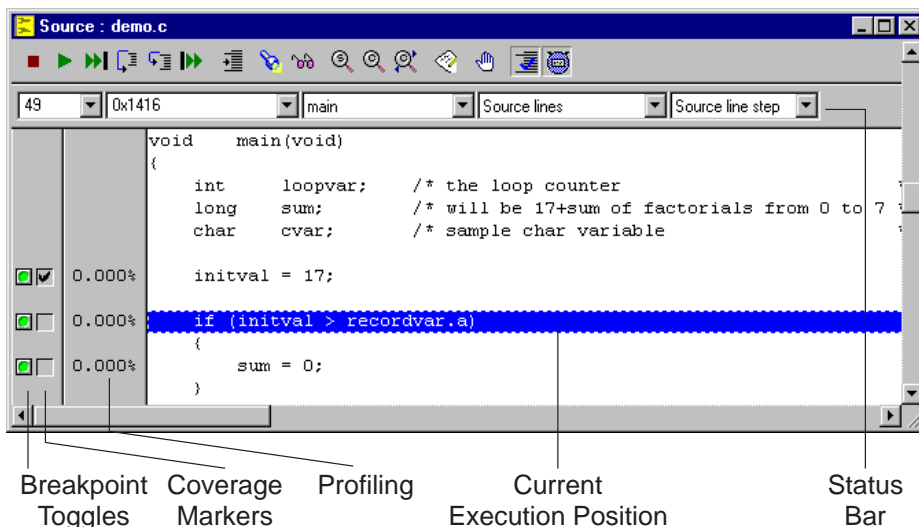 Source : demo.c
49 0x1416 main Source lines Source line step
void main(void)
{
int loopvar; /* the loop counter *
long sum; /* will be 17+sum of factorials from 0 to 7 *
char cvar; /* sample char variable *
0.000% initval = 17;
0.000% if (initval > recordvar.a)
{
0.000% sum = 0;
}
Breakpoint Toggles
Coverage Markers
Profiling
Current Execution Position
Status Bar